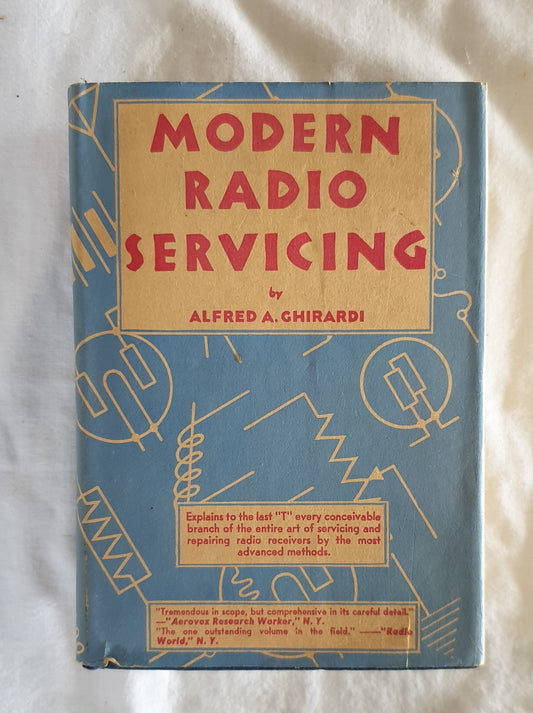 MODERN
RADIO
SERVICING
by
ALFRED A. GHIRARDI
Explains to the last "T" every conceivable
branch of the entire art of servicing and
repairing radio receivers by the most
advanced methods.
"Tremendous in scope, but comprehensive in its careful detail."
—"Aerovox Research Worker," N. Y.
"The one outstanding volume in the field." —"Radio
World," N. Y.